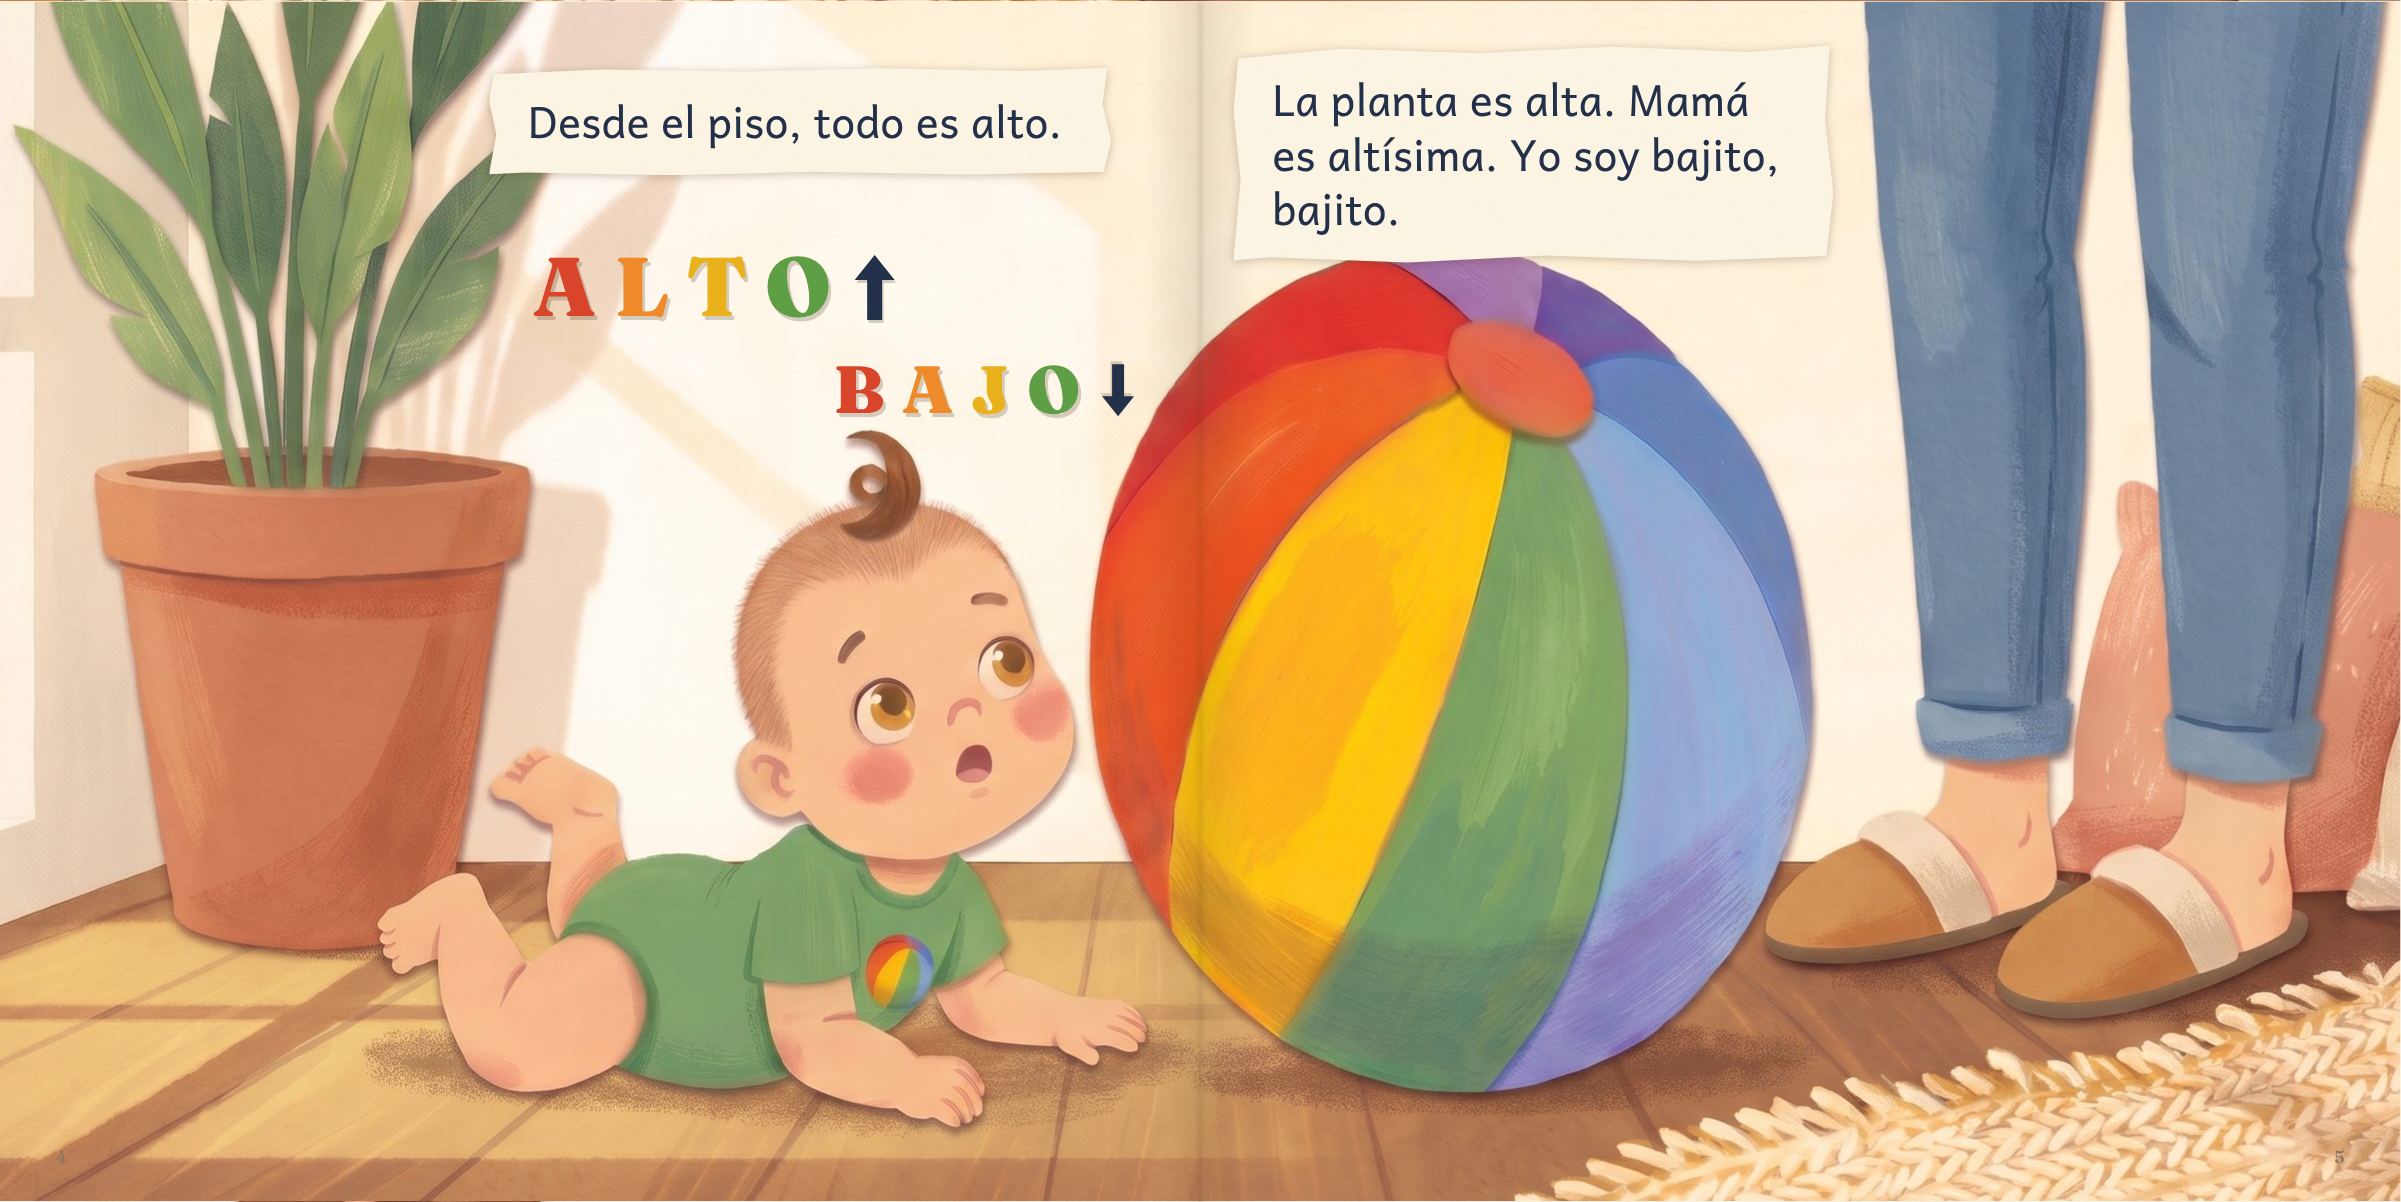 Desde el piso, todo es alto.
ALTO↑
BAJO↓
La planta es alta. Mamá
es altísima. Yo soy bajito,
bajito.
4
5